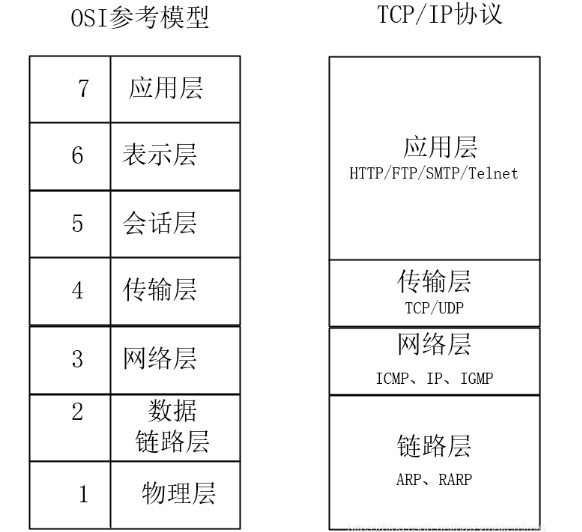 OSI参考模型
7 应用层
6 表示层
5 会话层
4 传输层
3 网络层
2 数据
链路层
1 物理层
TCP/IP协议
应用层
HTTP/FTP/SMTP/Telnet
传输层
TCP/UDP
网络层
ICMP、IP、IGMP
链路层
ARP、RARP